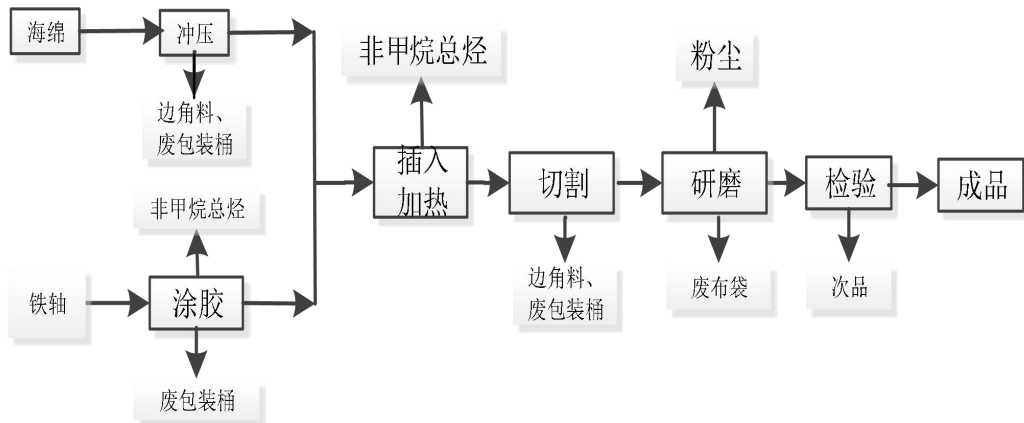 海绵
冲压
边角料、
废包装桶
非甲烷总烃
铁轴
涂胶
废包装桶
非甲烷总烃
插入
加热
切割
边角料、
废包装桶
粉尘
研磨
废布袋
检验
次品
成品